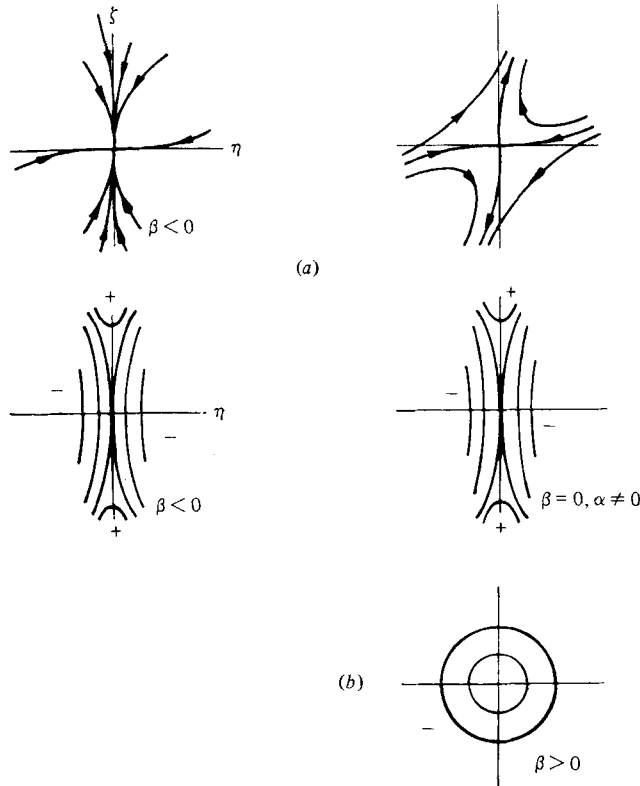 ζ
η
β < 0
(a)
+ +
− η − −
β < 0 β = 0, α ≠ 0
+ +
(b)
−
β > 0